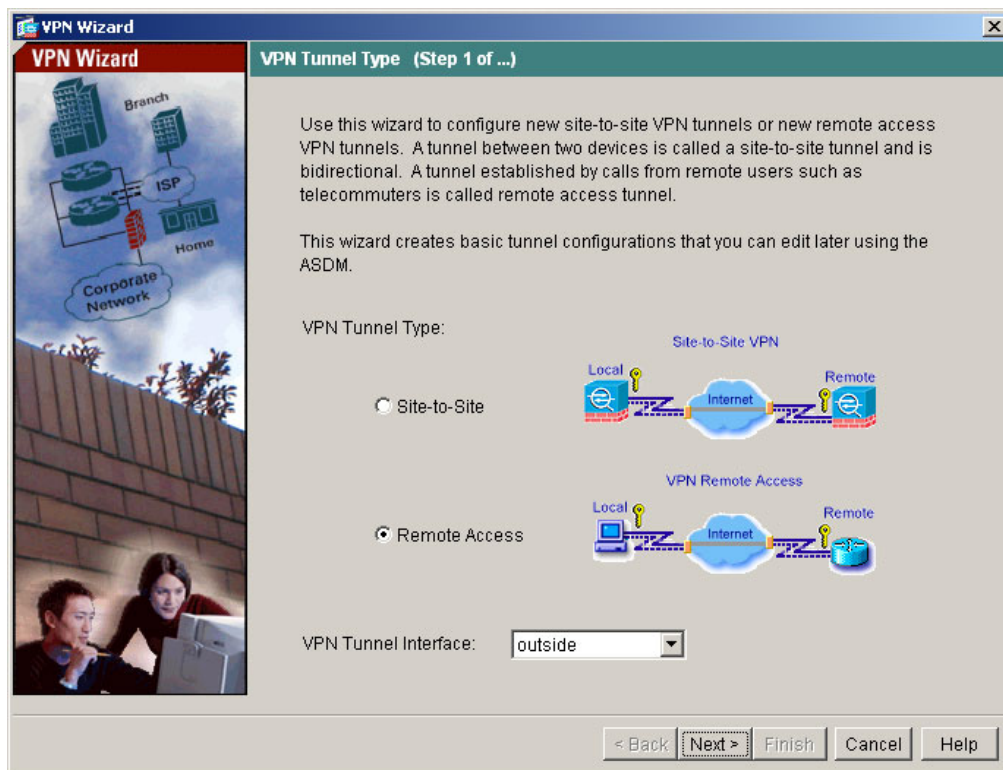 VPN Wizard
VPN Wizard
VPN Tunnel Type (Step 1 of ...)
Branch
ISP
Home
Corporate
Network
Use this wizard to configure new site-to-site VPN tunnels or new remote access
VPN tunnels. A tunnel between two devices is called a site-to-site tunnel and is
bidirectional. A tunnel established by calls from remote users such as
telecommuters is called remote access tunnel.
This wizard creates basic tunnel configurations that you can edit later using the
ASDM.
VPN Tunnel Type:
Site-to-Site VPN
Local
Remote
Internet
Site-to-Site
VPN Remote Access
Local
Remote
Internet
Remote Access
VPN Tunnel Interface:
outside
< Back
Next >
Finish
Cancel
Help